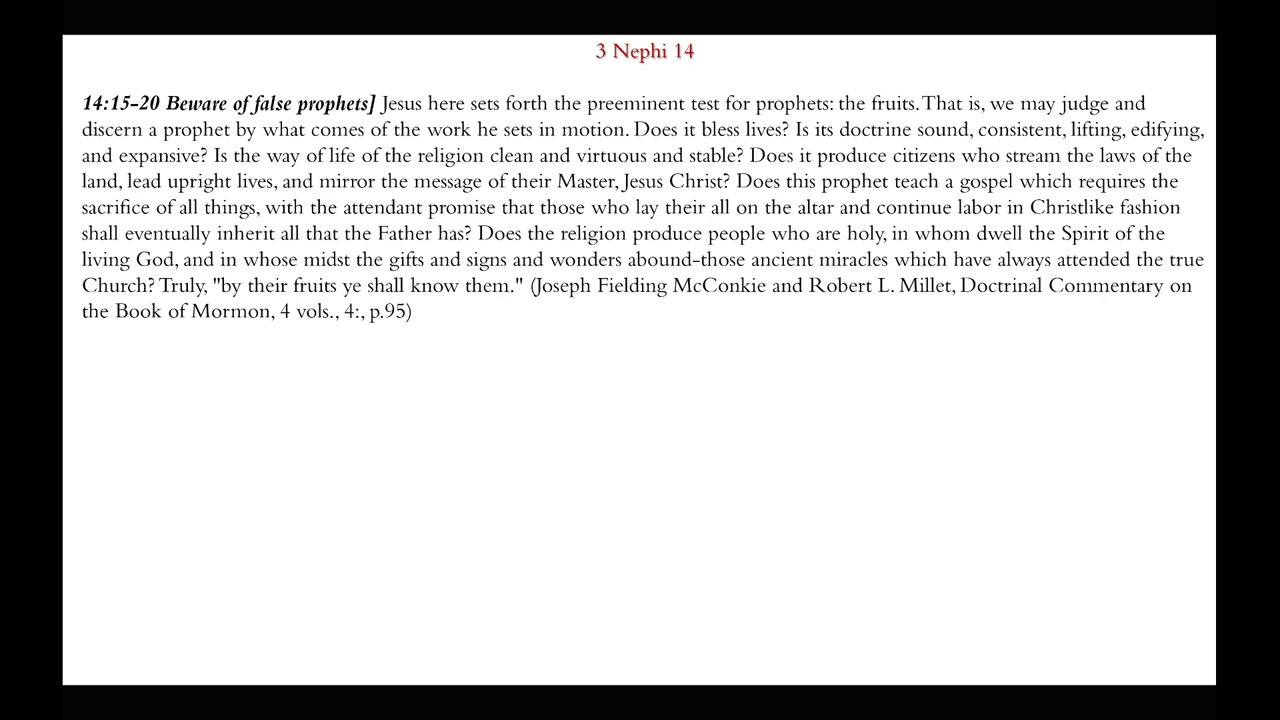 3 Nephi 14
14:15-20 Beware of false prophets] Jesus here sets forth the preeminent test for prophets: the fruits. That is, we may judge and
discern a prophet by what comes of the work he sets in motion. Does it bless lives? Is its doctrine sound, consistent, lifting, edifying,
and expansive? Is the way of life of the religion clean and virtuous and stable? Does it produce citizens who stream the laws of the
land, lead upright lives, and mirror the message of their Master, Jesus Christ? Does this prophet teach a gospel which requires the
sacrifice of all things, with the attendant promise that those who lay their all on the altar and continue labor in Christlike fashion
shall eventually inherit all that the Father has? Does the religion produce people who are holy, in whom dwell the Spirit of the
living God, and in whose midst the gifts and signs and wonders abound-those ancient miracles which have always attended the true
Church? Truly, "by their fruits ye shall know them." (Joseph Fielding McConkie and Robert L. Millet, Doctrinal Commentary on
the Book of Mormon, 4 vols., 4:, p.95)